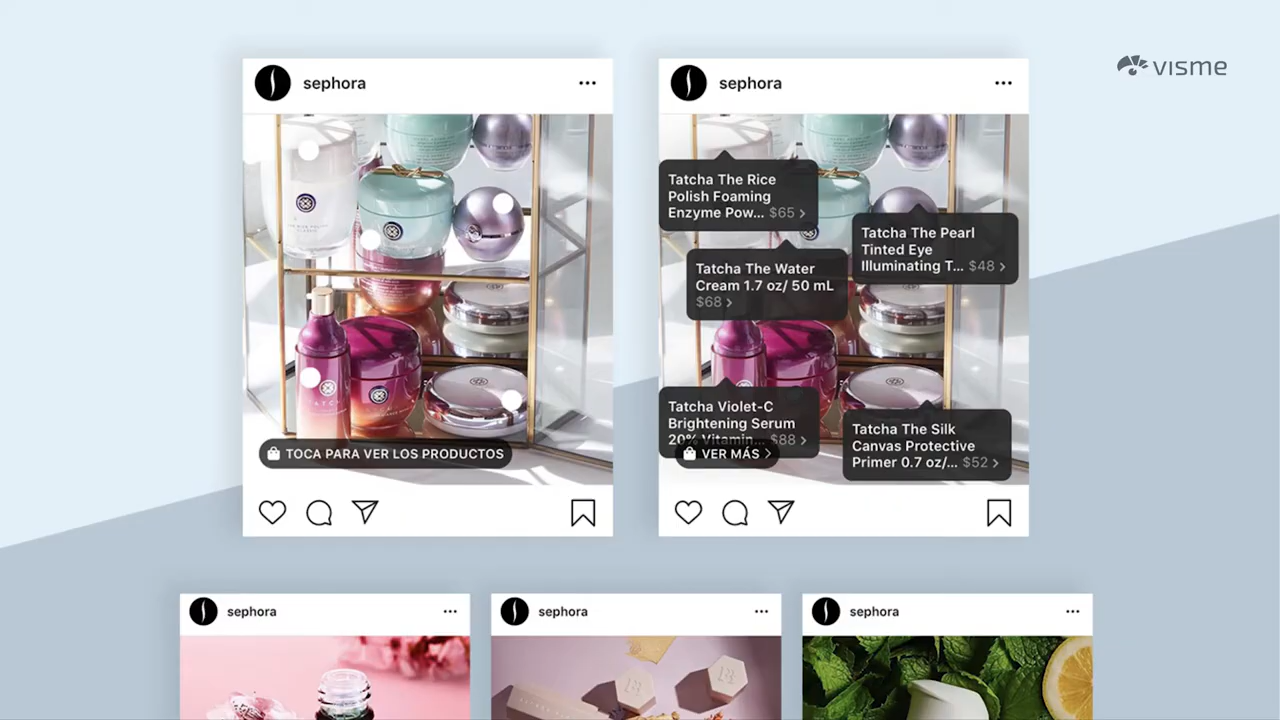 visme
sephora
TOCA PARA VER LOS PRODUCTOS
sephora
Tatcha The Rice
Polish Foaming
Enzyme Pow... $65 >
Tatcha The Pearl
Tinted Eye
Illuminating T... $48 >
Tatcha The Water
Cream 1.7 oz/ 50 mL
$68 >
Tatcha Violet-C
Brightening Serum
20% Vitamin... $88 >
VER MÁS >
Tatcha The Silk
Canvas Protective
Primer 0.7 oz/... $52 >
sephora
sephora
sephora